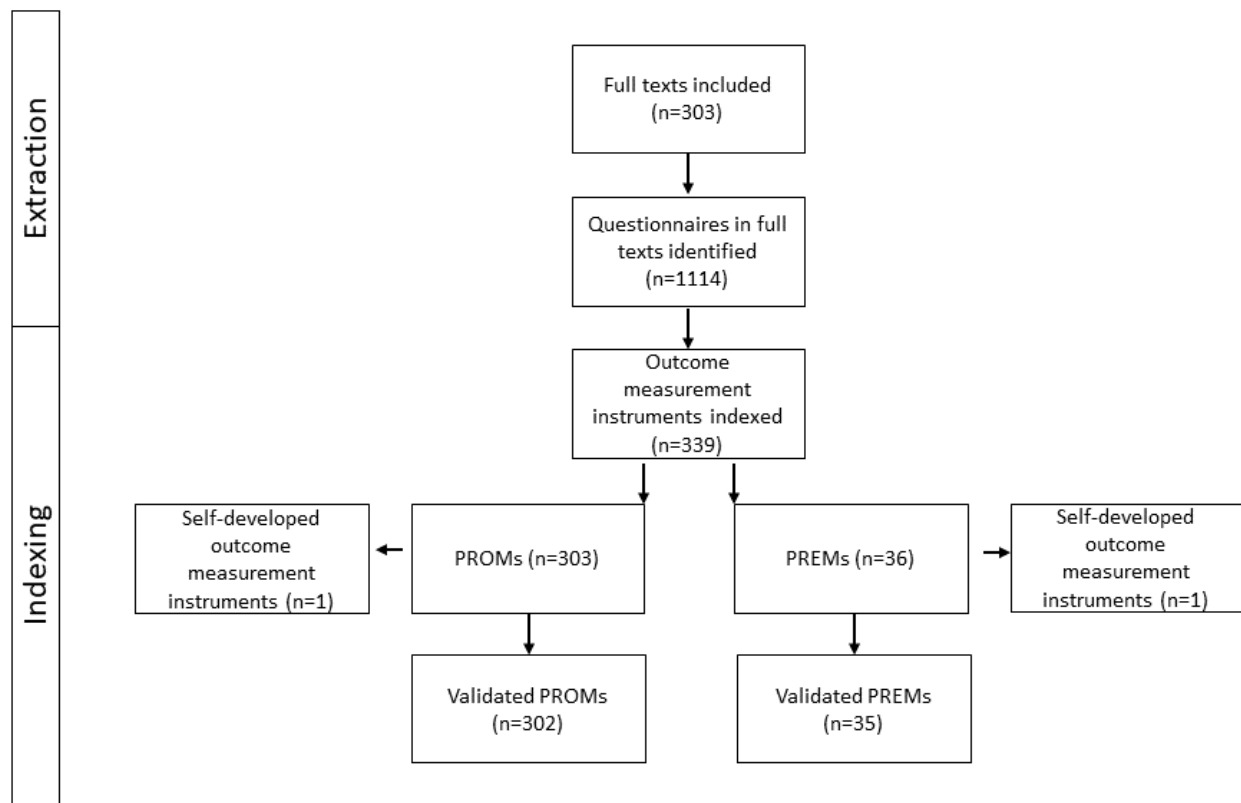 Extraction
Full texts included
(n=303)
Questionnaires in full
texts identified
(n=1114)
Indexing
Outcome
measurement
instruments indexed
(n=339)
Self-developed
outcome
measurement
instruments (n=1)
PROMs (n=303)
PREMs (n=36)
Self-developed
outcome
measurement
instruments (n=1)
Validated PROMs
(n=302)
Validated PREMs
(n=35)